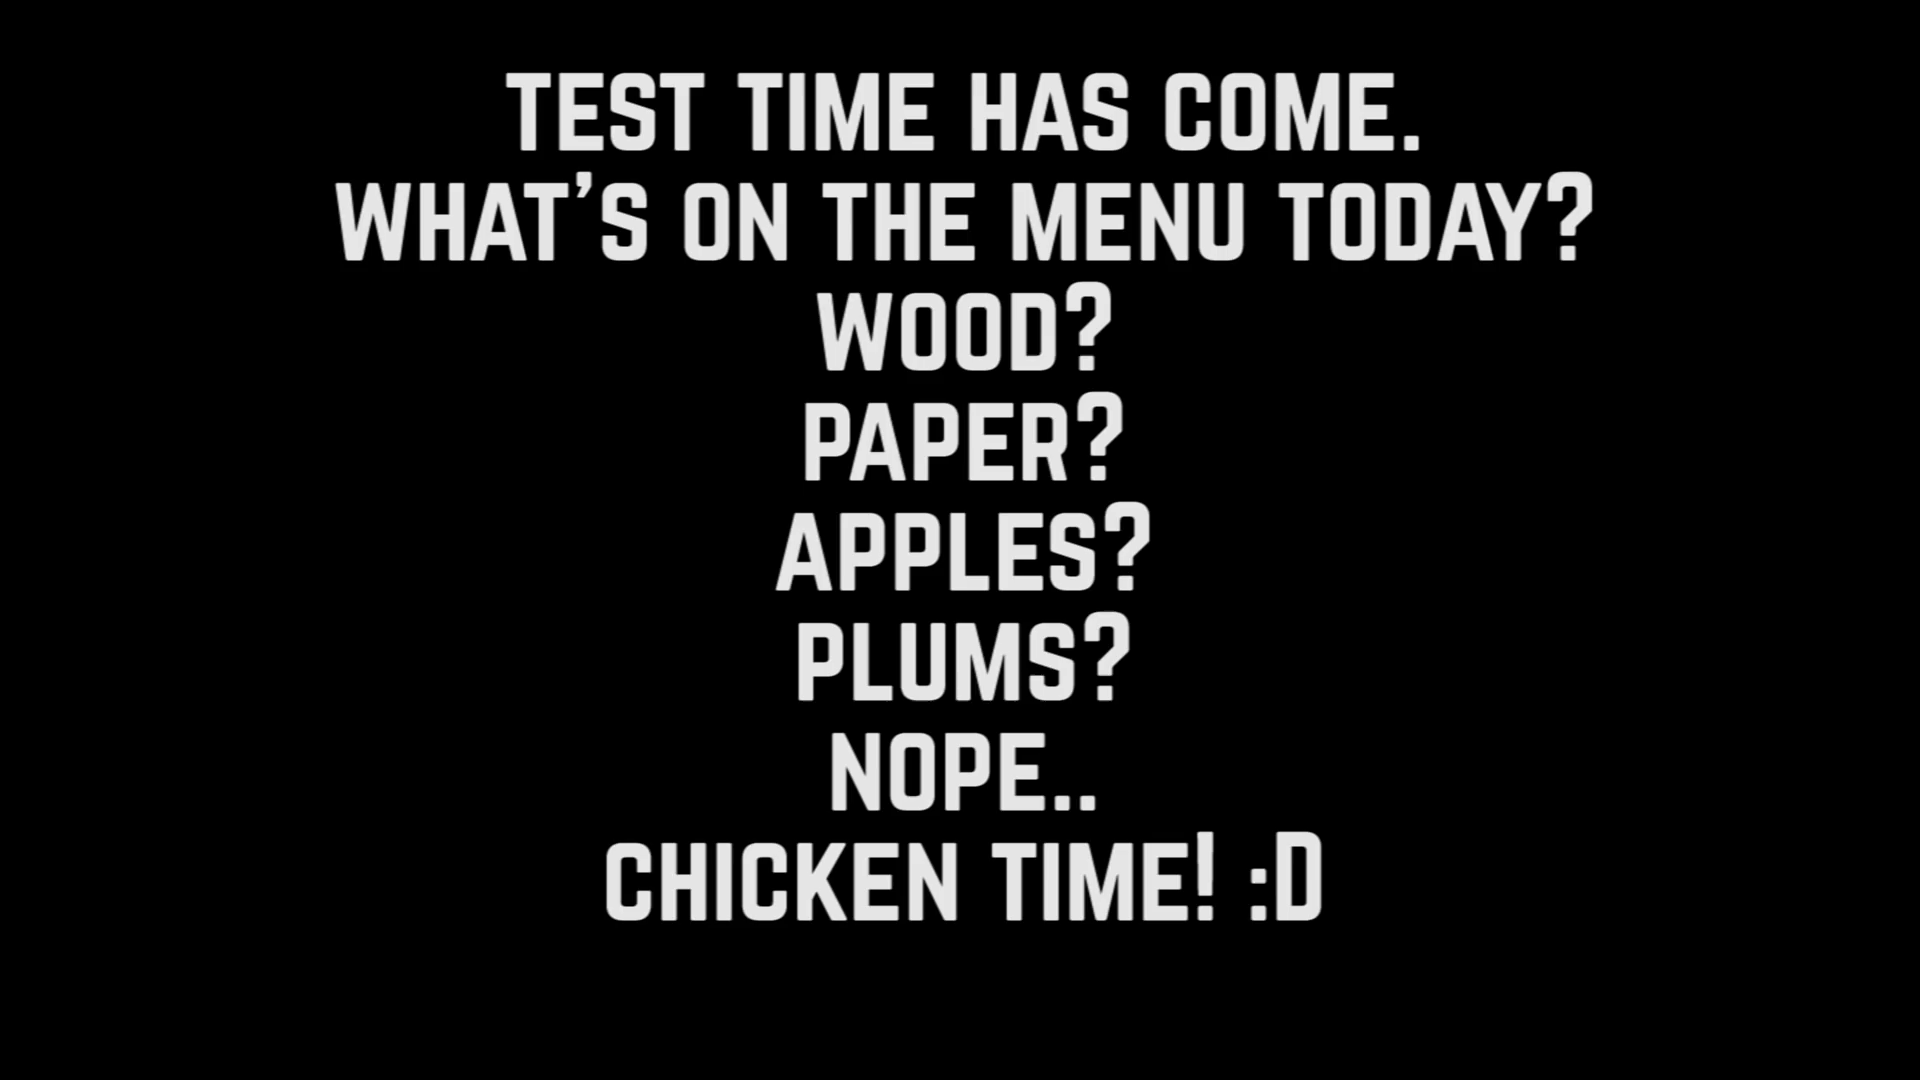 TEST TIME HAS COME.
WHAT'S ON THE MENU TODAY?
WOOD?
PAPER?
APPLES?
PLUMS?
NOPE..
CHICKEN TIME! :D